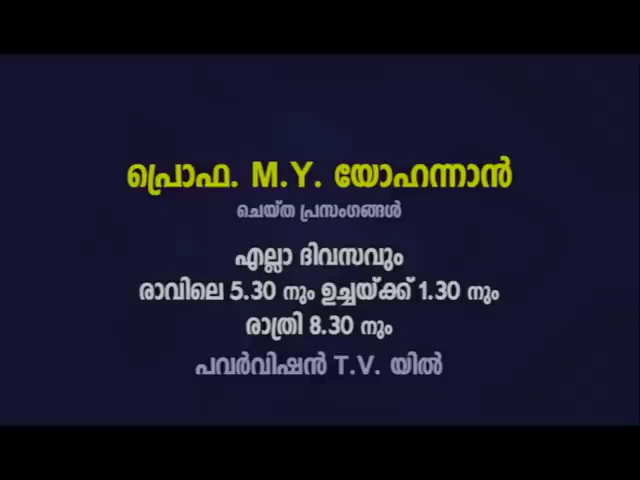 പ്രൊഫ. M.Y. യോഹന്നാൻ
ചെയ്ത പ്രസംഗങ്ങൾ
എല്ലാ ദിവസവും
രാവിലെ 5.30 നും ഉച്ചയ്ക്ക് 1.30 നും
രാത്രി 8.30 നും
പവർവിഷൻ T.V. യിൽ